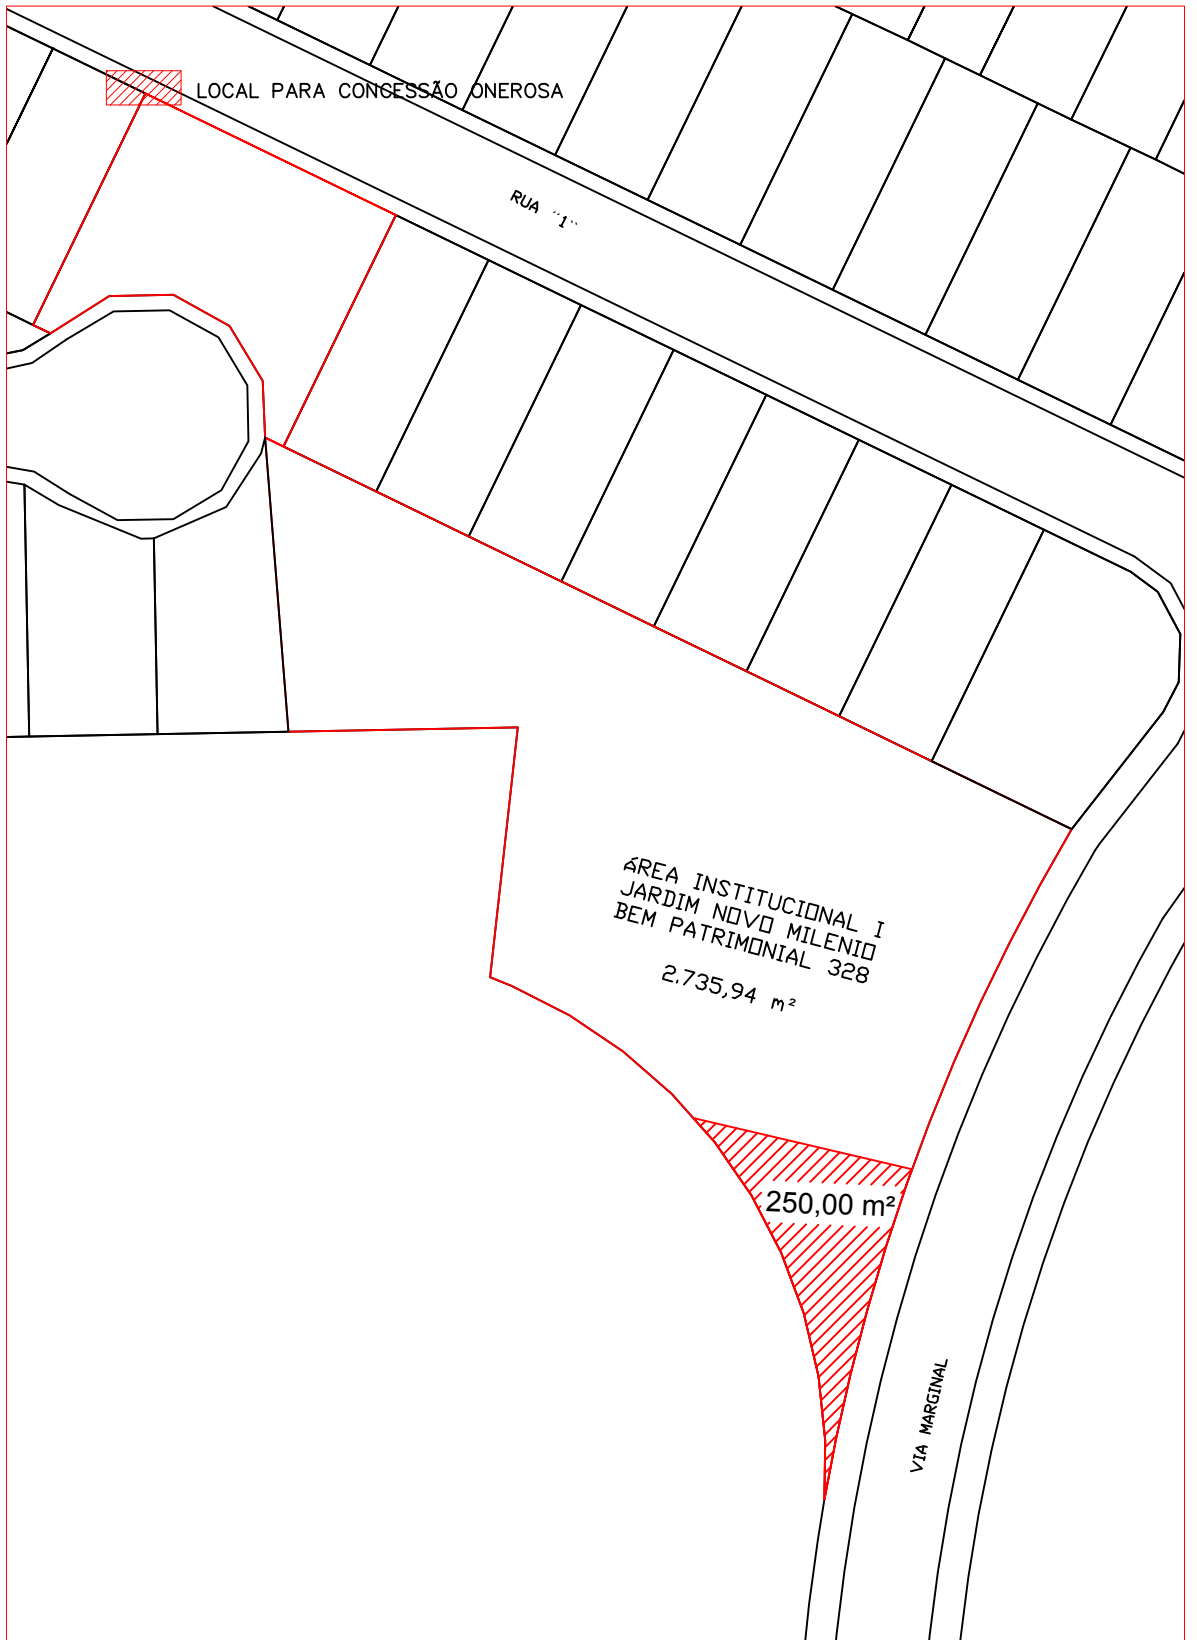 LOCAL PARA CONCESSÃO ONEROSA
RUA ´´1``
ÁREA INSTITUCIONAL I
JARDIM NOVO MILENIO
BEM PATRIMONIAL 328
2.735,94 m²
250,00 m²
VIA MARGINAL